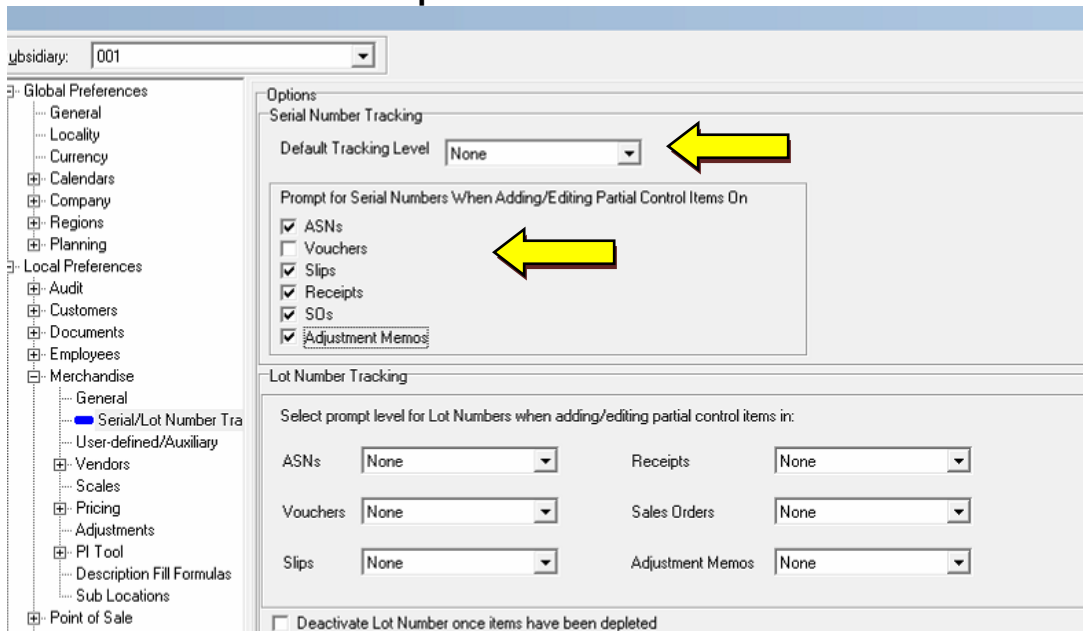 ubsidiary: 001
Global Preferences
General
Locality
Currency
Calendars
Company
Regions
Planning
Local Preferences
Audit
Customers
Documents
Employees
Merchandise
General
Serial/Lot Number Tra
User-defined/Auxiliary
Vendors
Scales
Pricing
Adjustments
PI Tool
Description Fill Formulas
Sub Locations
Point of Sale
Options
Serial Number Tracking
Default Tracking Level None
Prompt for Serial Numbers When Adding/Editing Partial Control Items On
ASNs
Vouchers
Slips
Receipts
SOs
Adjustment Memos
Lot Number Tracking
Select prompt level for Lot Numbers when adding/editing partial control items in:
ASNs None Receipts None
Vouchers None Sales Orders None
Slips None Adjustment Memos None
Deactivate Lot Number once items have been depleted